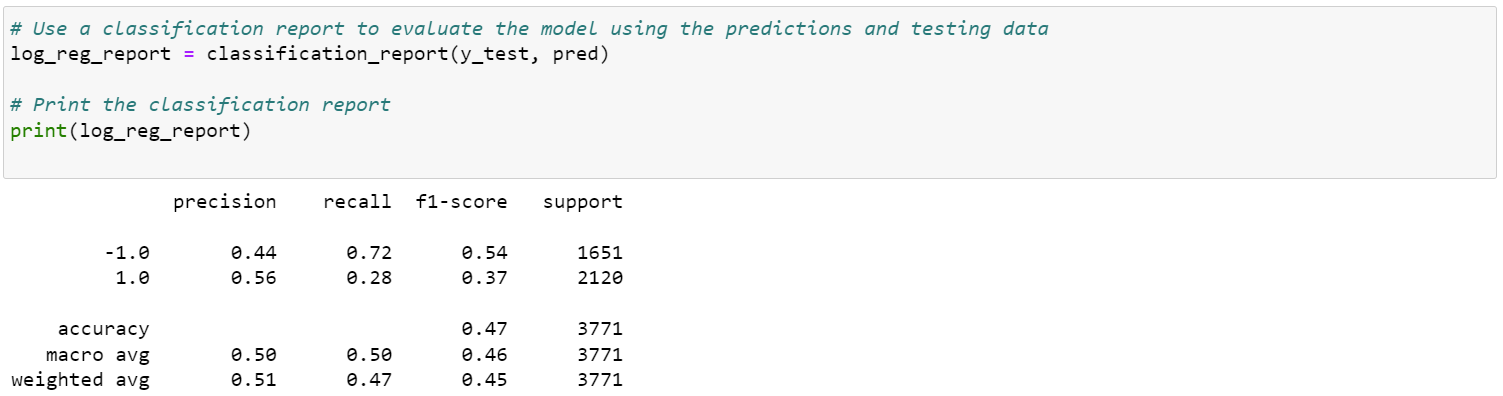 # Use a classification report to evaluate the model using the predictions and testing data
log_reg_report = classification_report(y_test, pred)
# Print the classification report
print(log_reg_report)
precision recall f1-score support
-1.0 0.44 0.72 0.54 1651
1.0 0.56 0.28 0.37 2120
accuracy 0.47 3771
macro avg 0.50 0.50 0.46 3771
weighted avg 0.51 0.47 0.45 3771